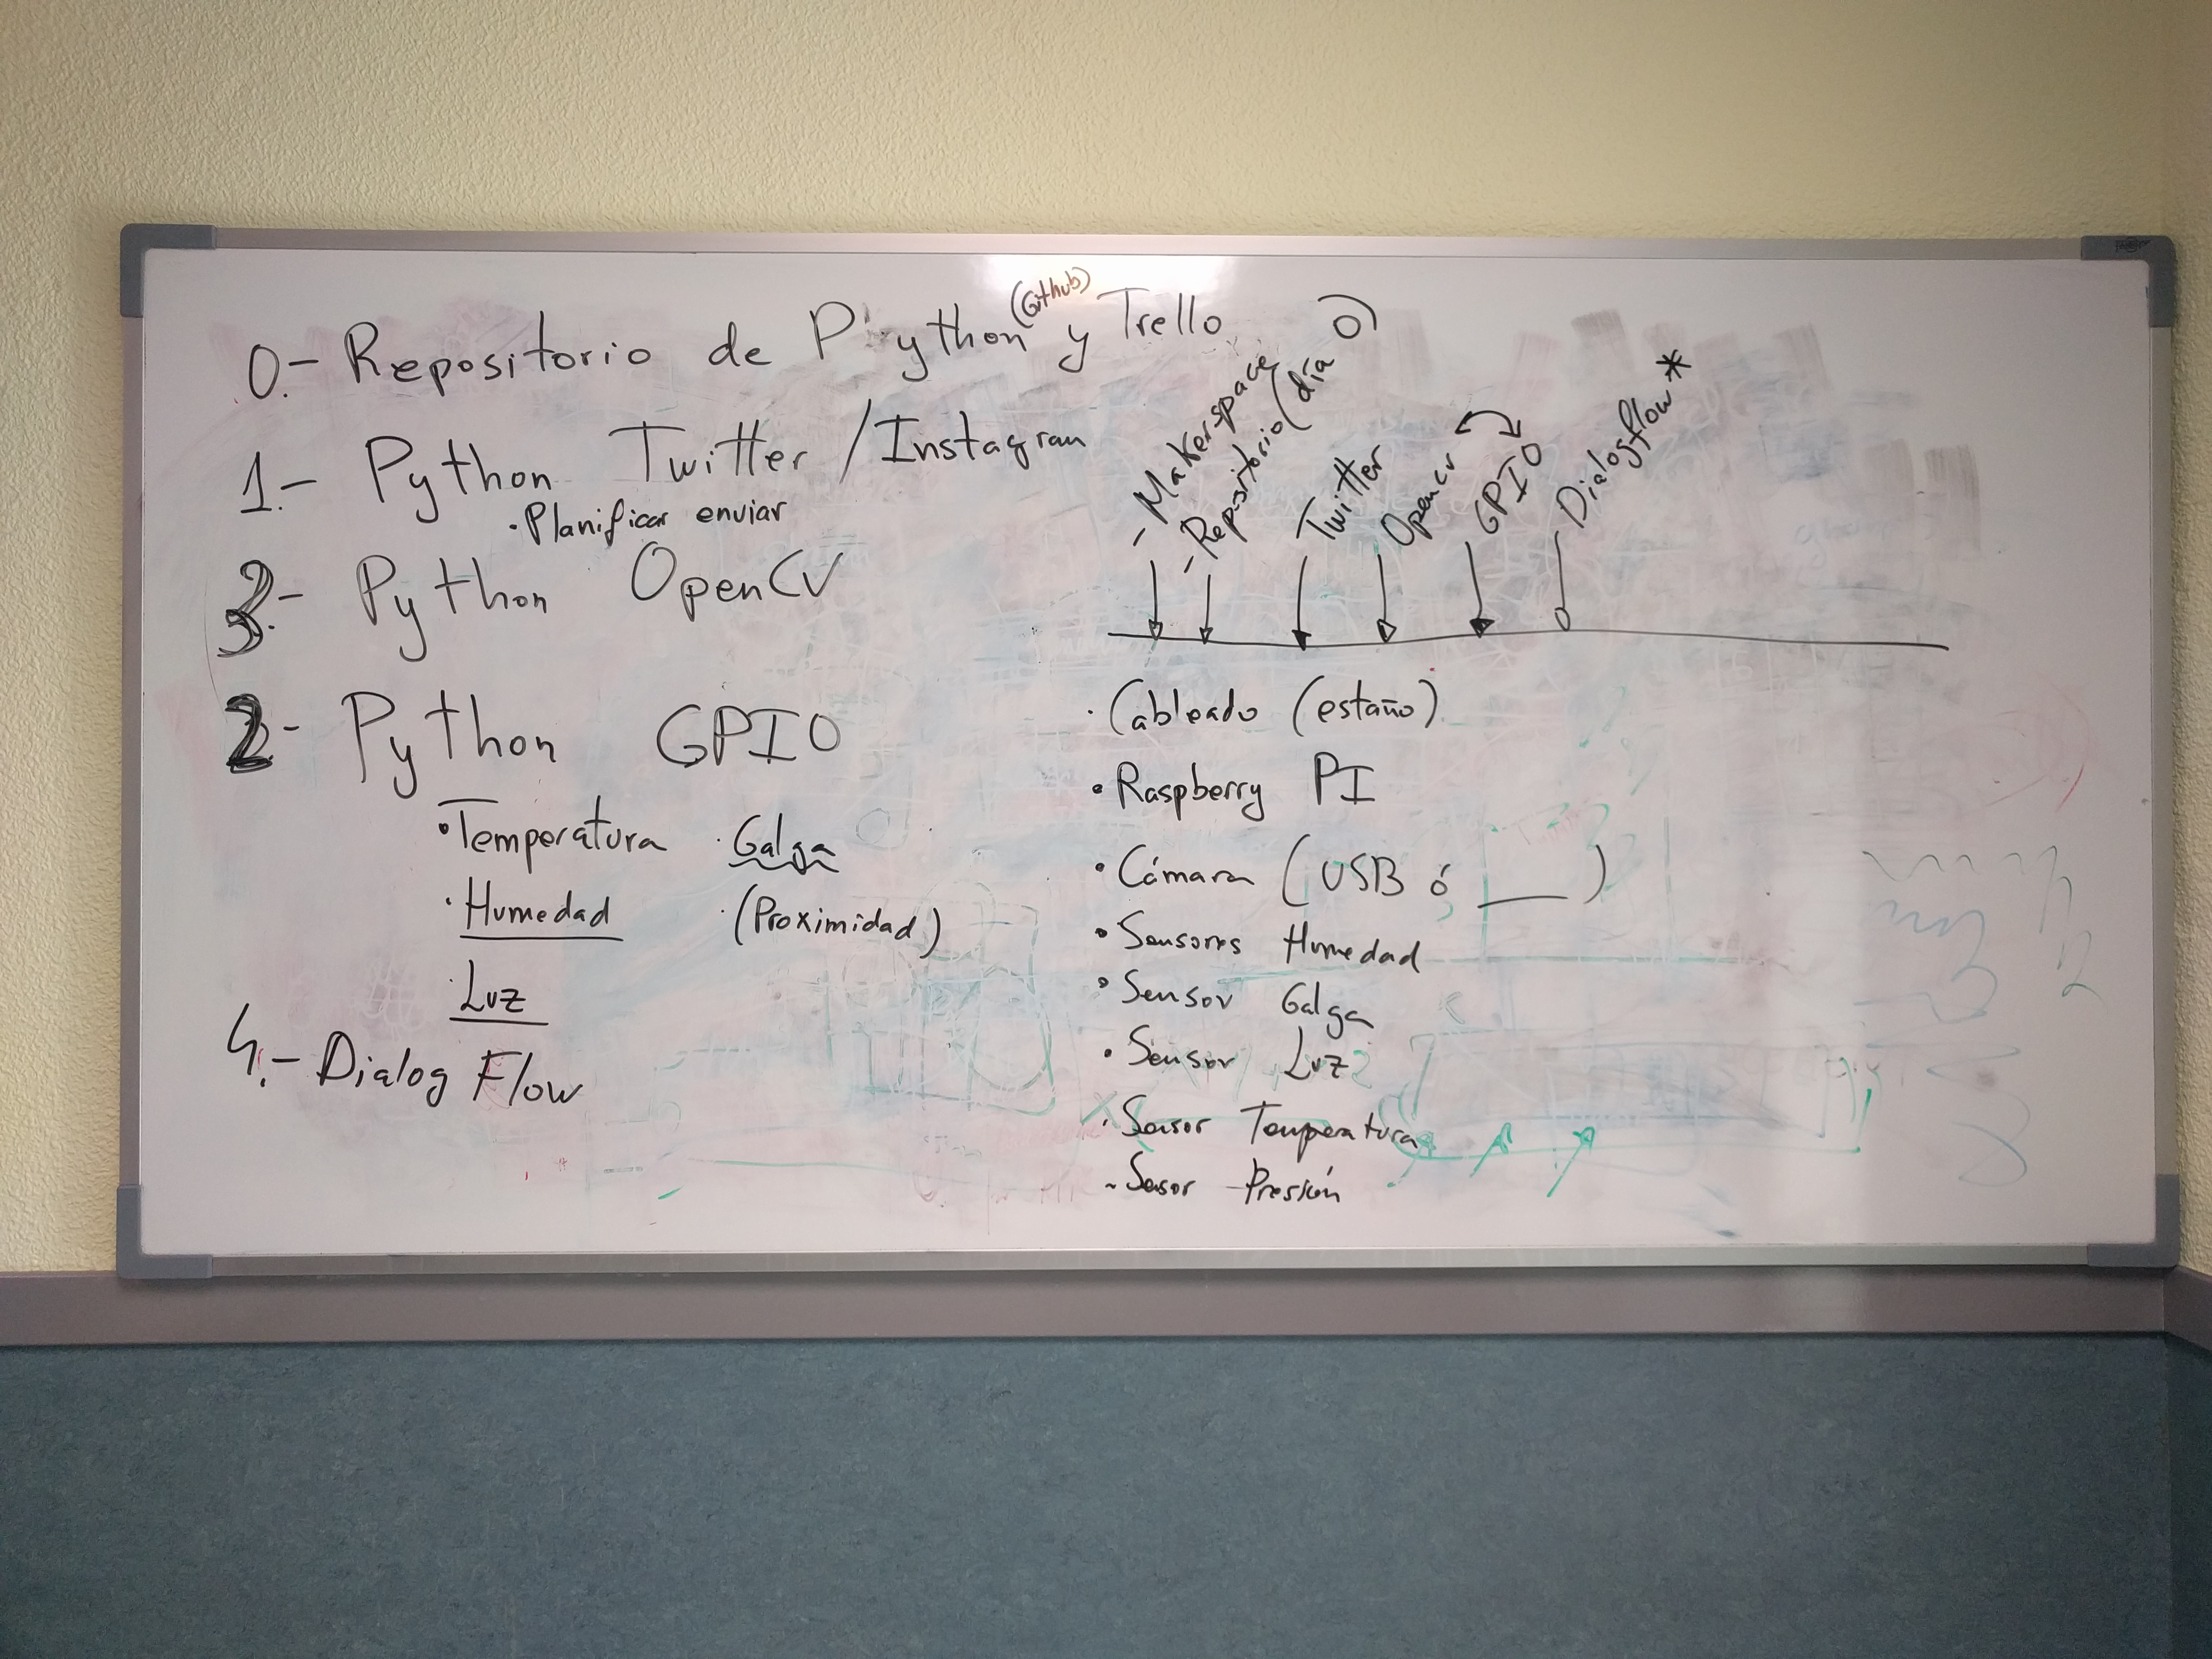 (Github)
0.- Repositorio de Python y Trello
1.- Python Twitter / Instagram
· Planificar enviar
3.- Python OpenCV
2- Python GPIO
· Temperatura · Galga
· Humedad · (Proximidad)
· Luz
4.- Dialog Flow
- Makerspace
- Repositorio (día 0)
Twitter
Opencv
GPIO
Dialogflow *
· Cableado (estaño)
· Raspberry PI
· Cámara (USB ó ___)
· Sensores Humedad
· Sensor Galga
· Sensor Luz
· Sensor Temperatura
- Sesor Presión